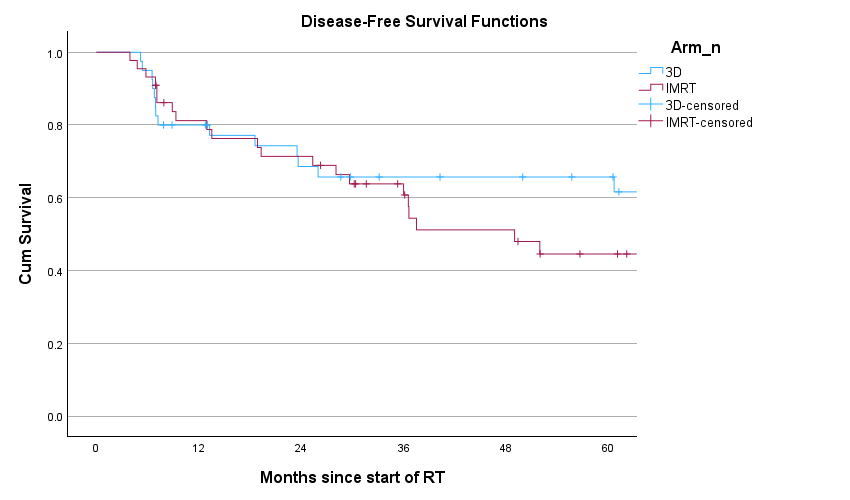 Disease-Free Survival Functions
Arm_n
3D
IMRT
3D-censored
IMRT-censored
Cum Survival
1.0
0.8
0.6
0.4
0.2
0.0
0 12 24 36 48 60
Months since start of RT